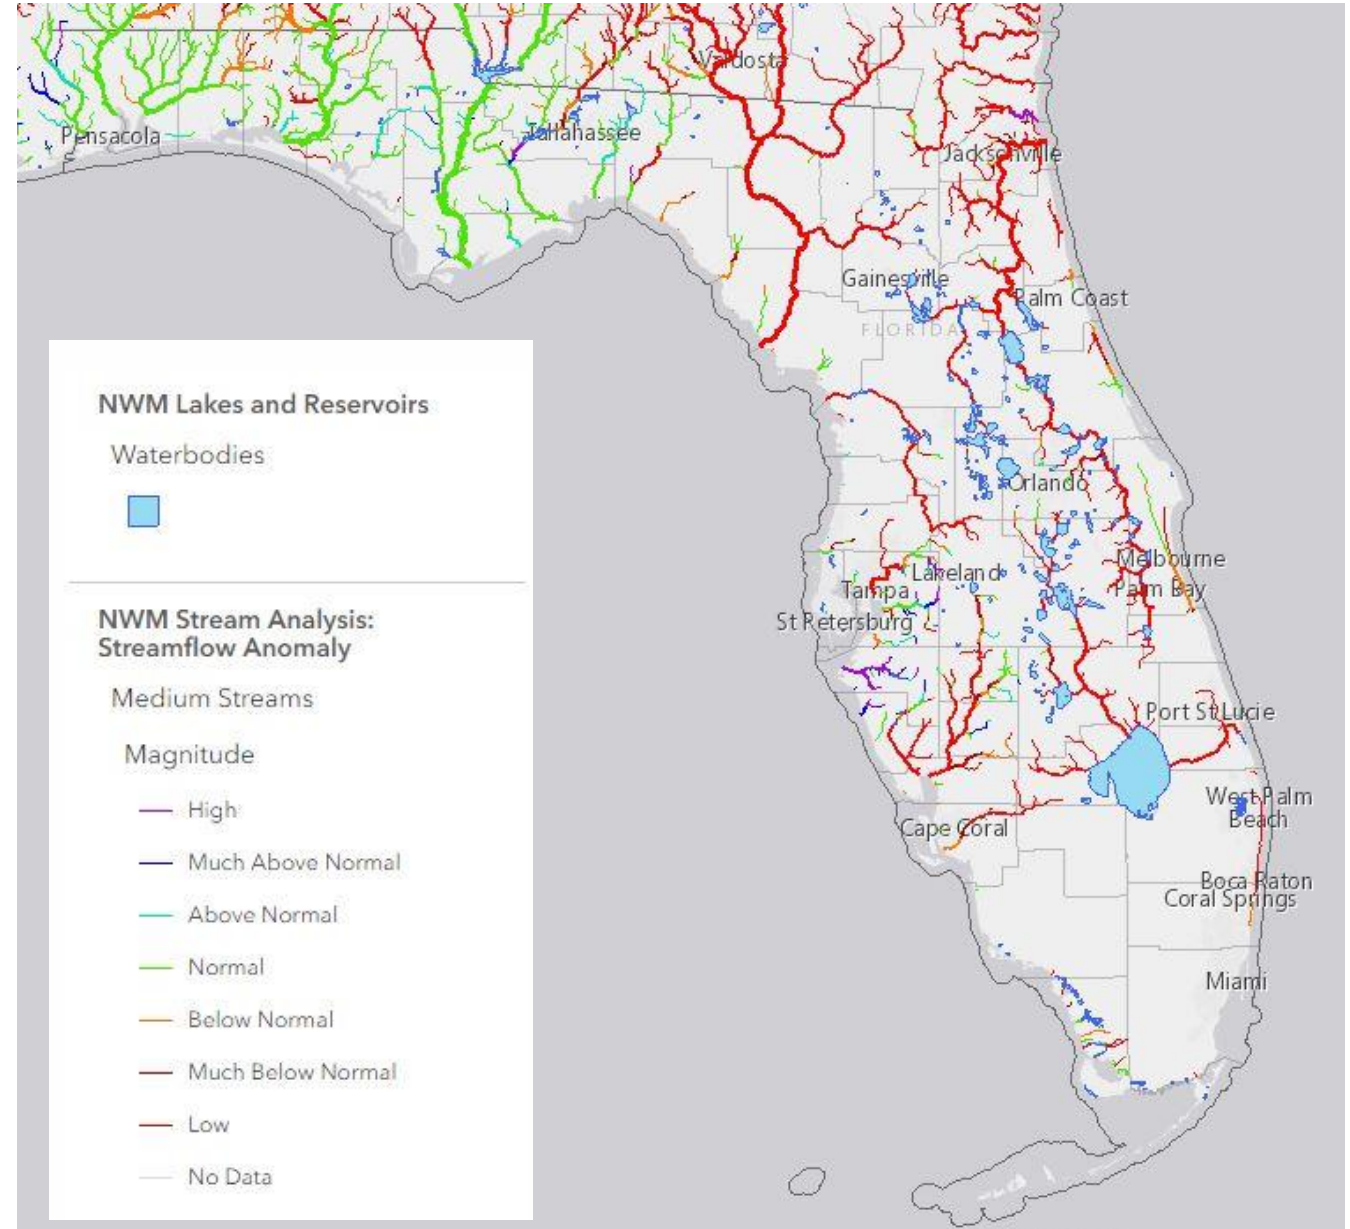 Valdosta
Pensacola
Tallahassee
Jacksonville
Gainesville
Palm Coast
FLORIDA
Orlando
Melbourne
Palm Bay
Lakeland
Tampa
St Petersburg
Port St Lucie
West Palm
Beach
Cape Coral
Boca Raton
Coral Springs
Miami
NWM Lakes and Reservoirs
Waterbodies
NWM Stream Analysis:
Streamflow Anomaly
Medium Streams
Magnitude
High
Much Above Normal
Above Normal
Normal
Below Normal
Much Below Normal
Low
No Data